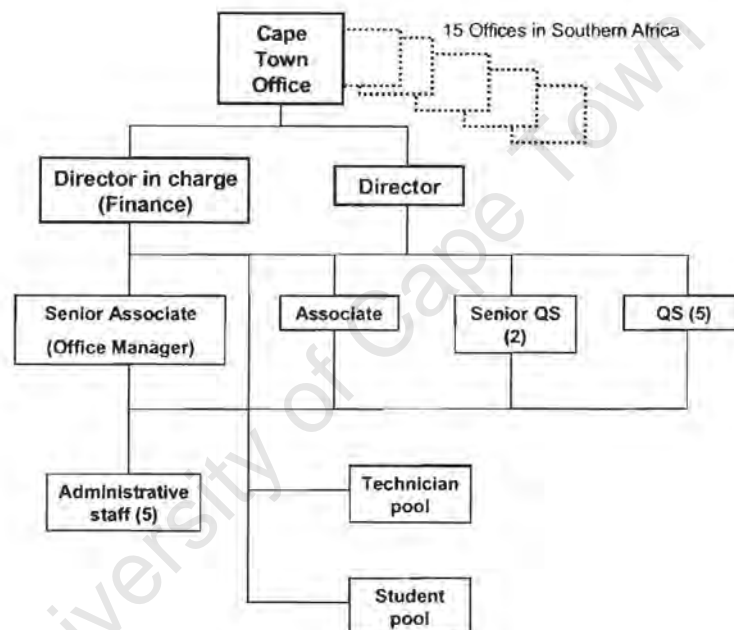 Cape
Town
Office
15 Offices in Southern Africa
Director in charge
(Finance)
Director
Senior Associate
(Office Manager)
Associate
Senior QS
(2)
QS (5)
Administrative
staff (5)
Technician
pool
Student
pool
University of Cape Town